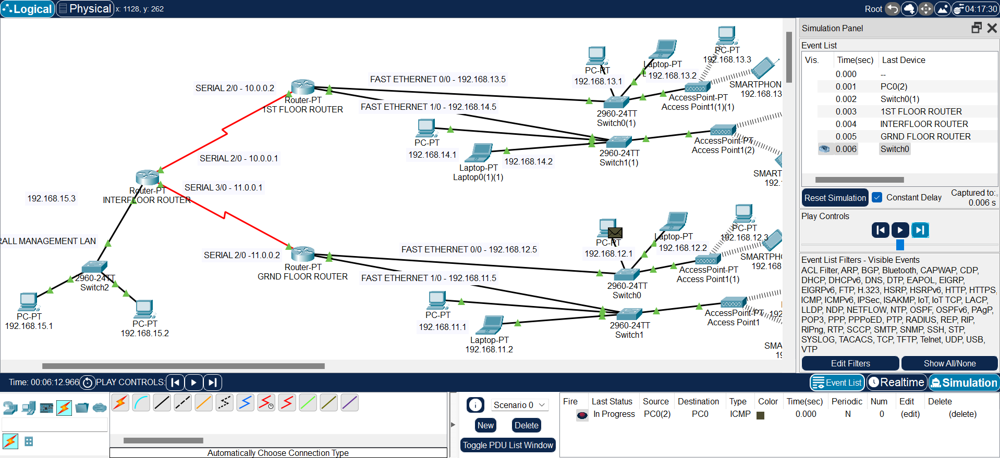 Logical Physical x: 1128, y: 262 Root 04:17:30
PC-PT
192.168.13.3
PC-PT
192.168.13.1
Laptop-PT
192.168.13.2
SMARTPHON
192.168.13
AccessPoint-PT
Access Point1(1)(1)
FAST ETHERNET 0/0 - 192.168.13.5
SERIAL 2/0 - 10.0.0.2
Router-PT
1ST FLOOR ROUTER
FAST ETHERNET 1/0 - 192.168.14.5
2960-24TT
Switch0(1)
PC-PT
192.168.14.1
AccessPoint-PT
Access Point1(2)
2960-24TT
Switch1(1)
SERIAL 2/0 - 10.0.0.1
192.168.14.2
Laptop-PT
Laptop0(1)(1)
SMART
192.
Router-PT
INTERFLOOR ROUTER
SERIAL 3/0 - 11.0.0.1
192.168.15.3
RALL MANAGEMENT LAN
PC-PT
192.168.12.3
PC-PT
192.168.12.1
Laptop-PT
192.168.12.2
SMARTPH
192.168
AccessPoint-PT
Access Point1(1)
FAST ETHERNET 0/0 - 192.168.12.5
SERIAL 2/0 -11.0.0.2
Router-PT
GRND FLOOR ROUTER
FAST ETHERNET 1/0 - 192.168.11.5
2960-24TT
Switch2
2960-24TT
Switch0
PC-PT
192.168.15.1
PC-PT
192.168.15.2
PC-PT
192.168.11.1
Laptop-PT
192.168.11.2
AccessPoint-PT
Access Point1
192
2960-24TT
Switch1
SMA
19
Simulation Panel
Event List
Vis. Time(sec) Last Device
0.000 --
0.001 PC0(2)
0.002 Switch0(1)
0.003 1ST FLOOR ROUTER
0.004 INTERFLOOR ROUTER
0.005 GRND FLOOR ROUTER
0.006 Switch0
Reset Simulation Constant Delay Captured to:
0.006 s
Play Controls
Event List Filters - Visible Events
ACL Filter, ARP, BGP, Bluetooth, CAPWAP, CDP,
DHCP, DHCPv6, DNS, DTP, EAPOL, EIGRP,
EIGRPv6, FTP, H.323, HSRP, HSRPv6, HTTP, HTTPS,
ICMP, ICMPv6, IPSec, ISAKMP, IoT, IoT TCP, LACP,
LLDP, NDP, NETFLOW, NTP, OSPF, OSPFv6, PAgP,
POP3, PPP, PPPoED, PTP, RADIUS, REP, RIP,
RIPng, RTP, SCCP, SMTP, SNMP, SSH, STP,
SYSLOG, TACACS, TCP, TFTP, Telnet, UDP, USB,
VTP
Edit Filters Show All/None
Time: 00:06:12.966 PLAY CONTROLS: Event List Realtime Simulation
Scenario 0
New Delete
Toggle PDU List Window
Fire Last Status Source Destination Type Color Time(sec) Periodic Num Edit Delete
In Progress PC0(2) PC0 ICMP 0.000 N 0 (edit) (delete)
Automatically Choose Connection Type